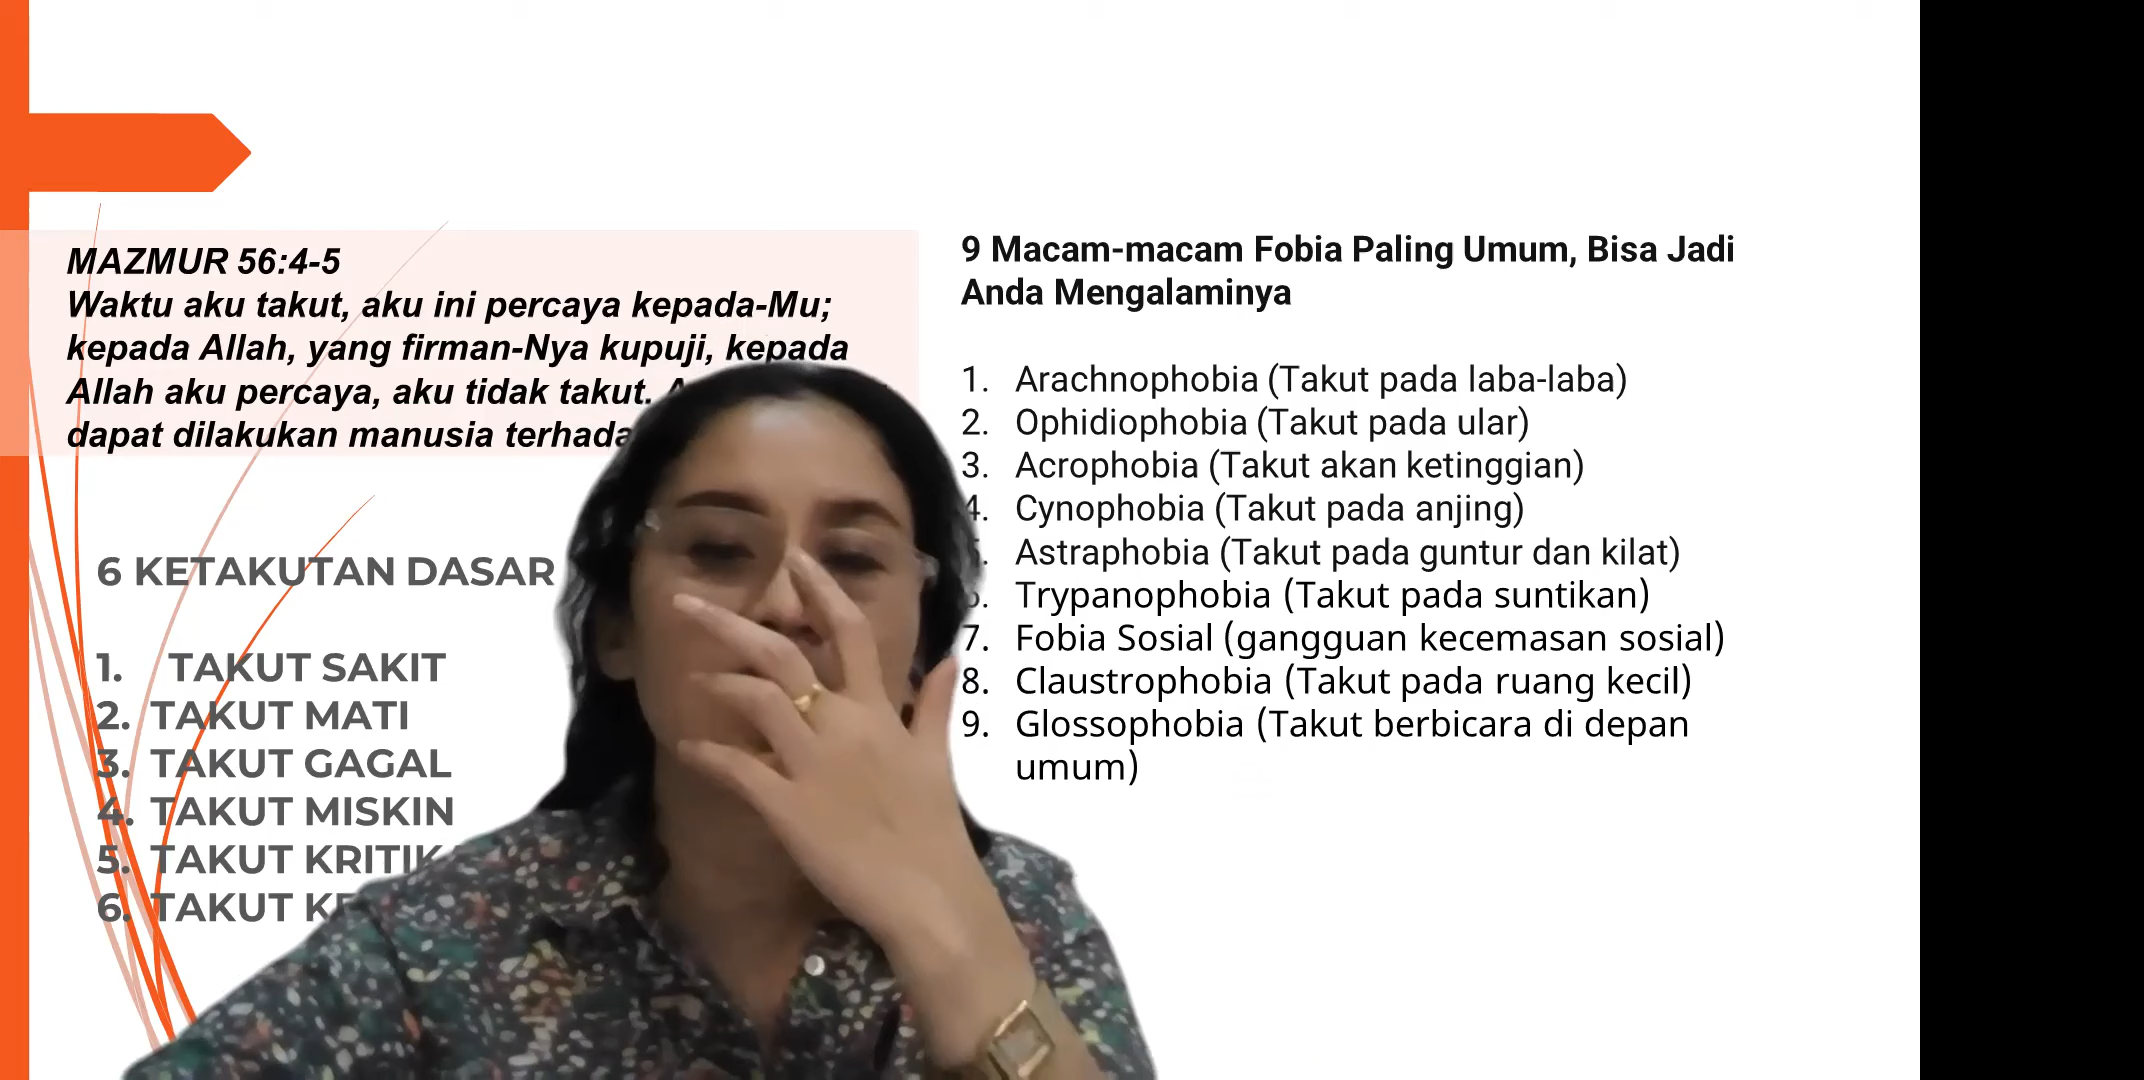 MAZMUR 56:4-5
Waktu aku takut, aku ini percaya kepada-Mu;
kepada Allah, yang firman-Nya kupuji, kepada
Allah aku percaya, aku tidak takut.
dapat dilakukan manusia
6 KETAKUTAN DASAR
1. TAKUT SAKIT
2. TAKUT MATI
3. TAKUT GAGAL
4. TAKUT MISKIN
5. TAKUT KRITIK
6. TAKUT
9 Macam-macam Fobia Paling Umum, Bisa Jadi
Anda Mengalaminya
1. Arachnophobia (Takut pada laba-laba)
2. Ophidiophobia (Takut pada ular)
3. Acrophobia (Takut akan ketinggian)
4. Cynophobia (Takut pada anjing)
5. Astraphobia (Takut pada guntur dan kilat)
6. Trypanophobia (Takut pada suntikan)
7. Fobia Sosial (gangguan kecemasan sosial)
8. Claustrophobia (Takut pada ruang kecil)
9. Glossophobia (Takut berbicara di depan
umum)